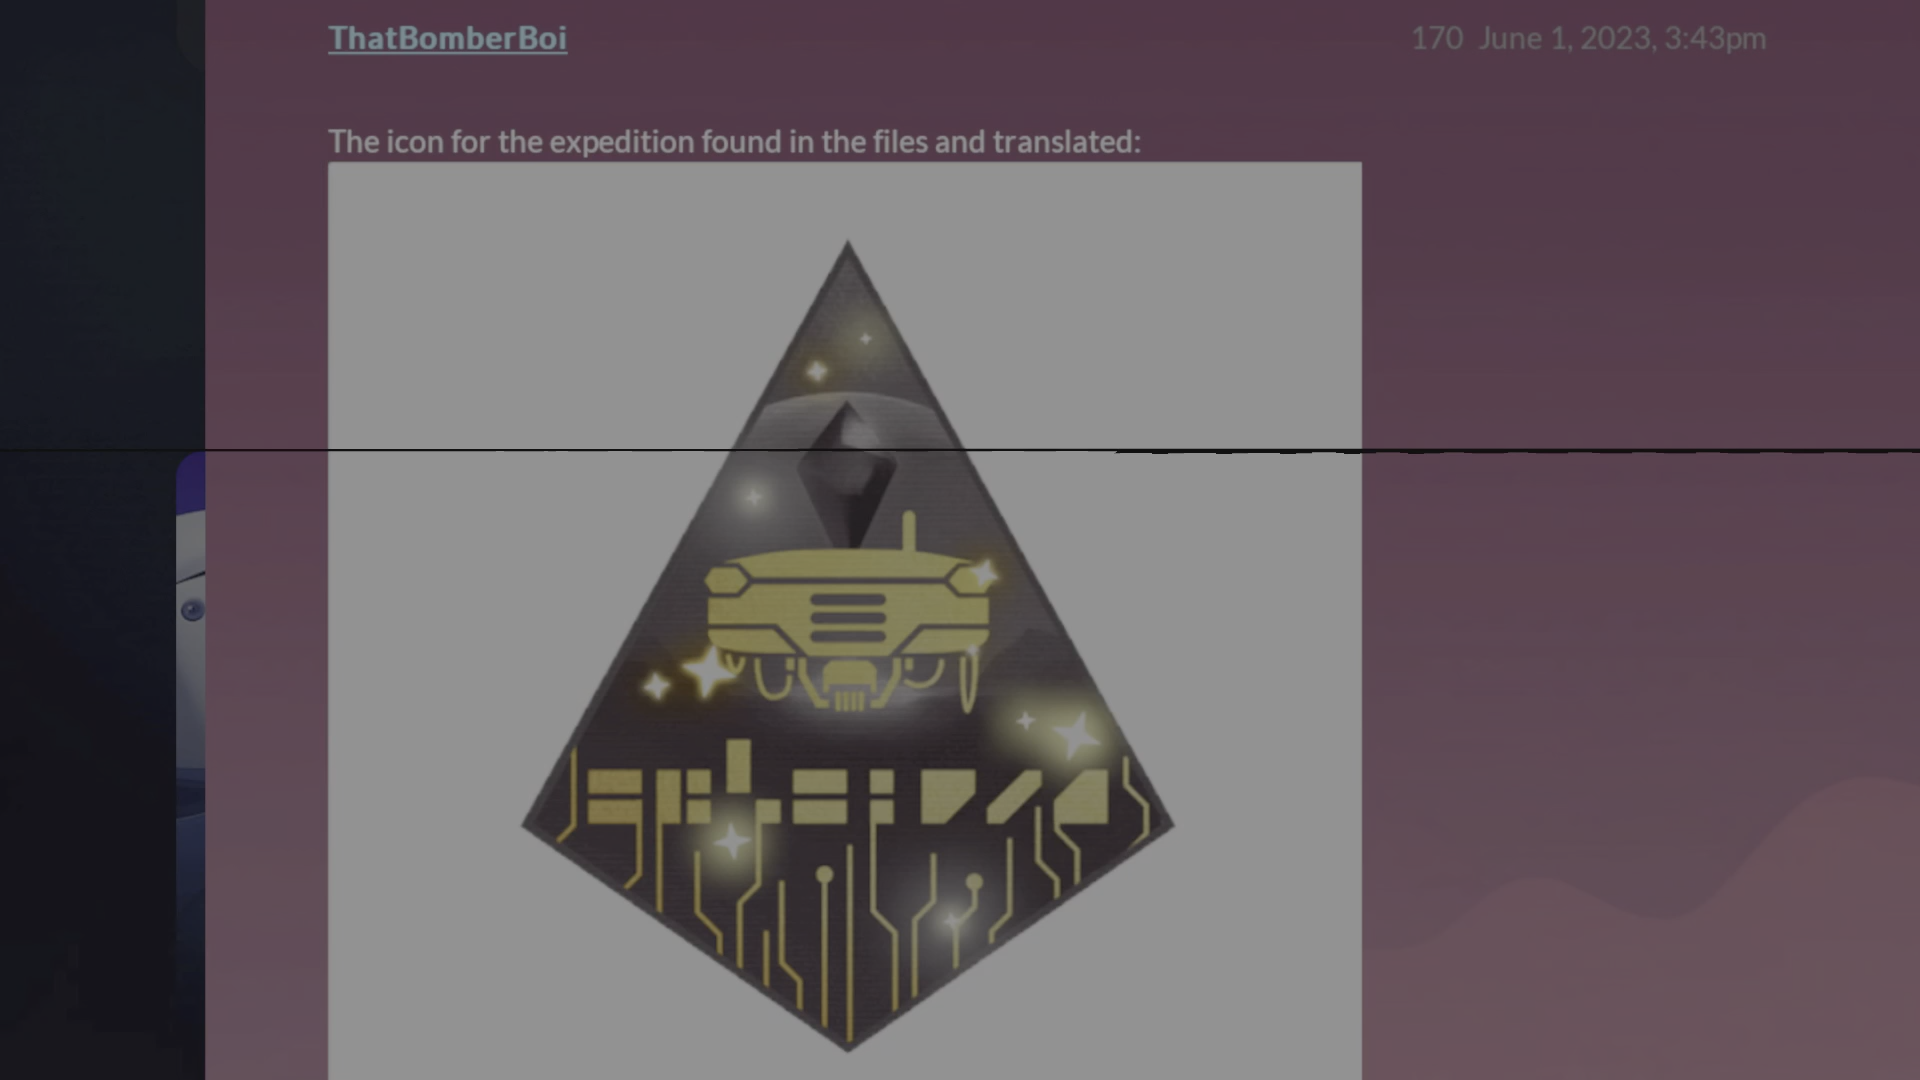 ThatBomberBoi
170 June 1, 2023, 3:43pm
The icon for the expedition found in the files and translated: